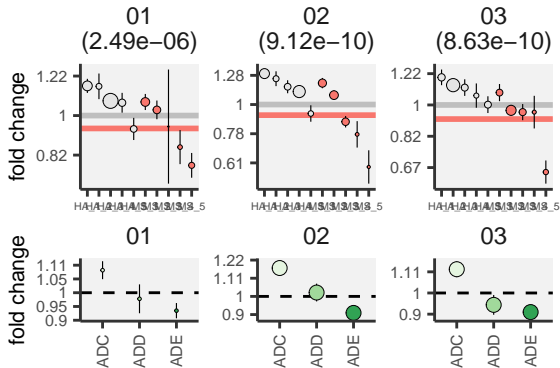 01 02 03
(2.49e−06) (9.12e−10) (8.63e−10)
fold change
1.22 1 0.82
1.28 1 0.78 0.61
1.22 1 0.82 0.67
01 02 03
fold change
1.11 1.05 1 0.95 0.9
1.22 1.11 1 0.9
1.11 1 0.9
ADC ADD ADE ADC ADD ADE ADC ADD ADE